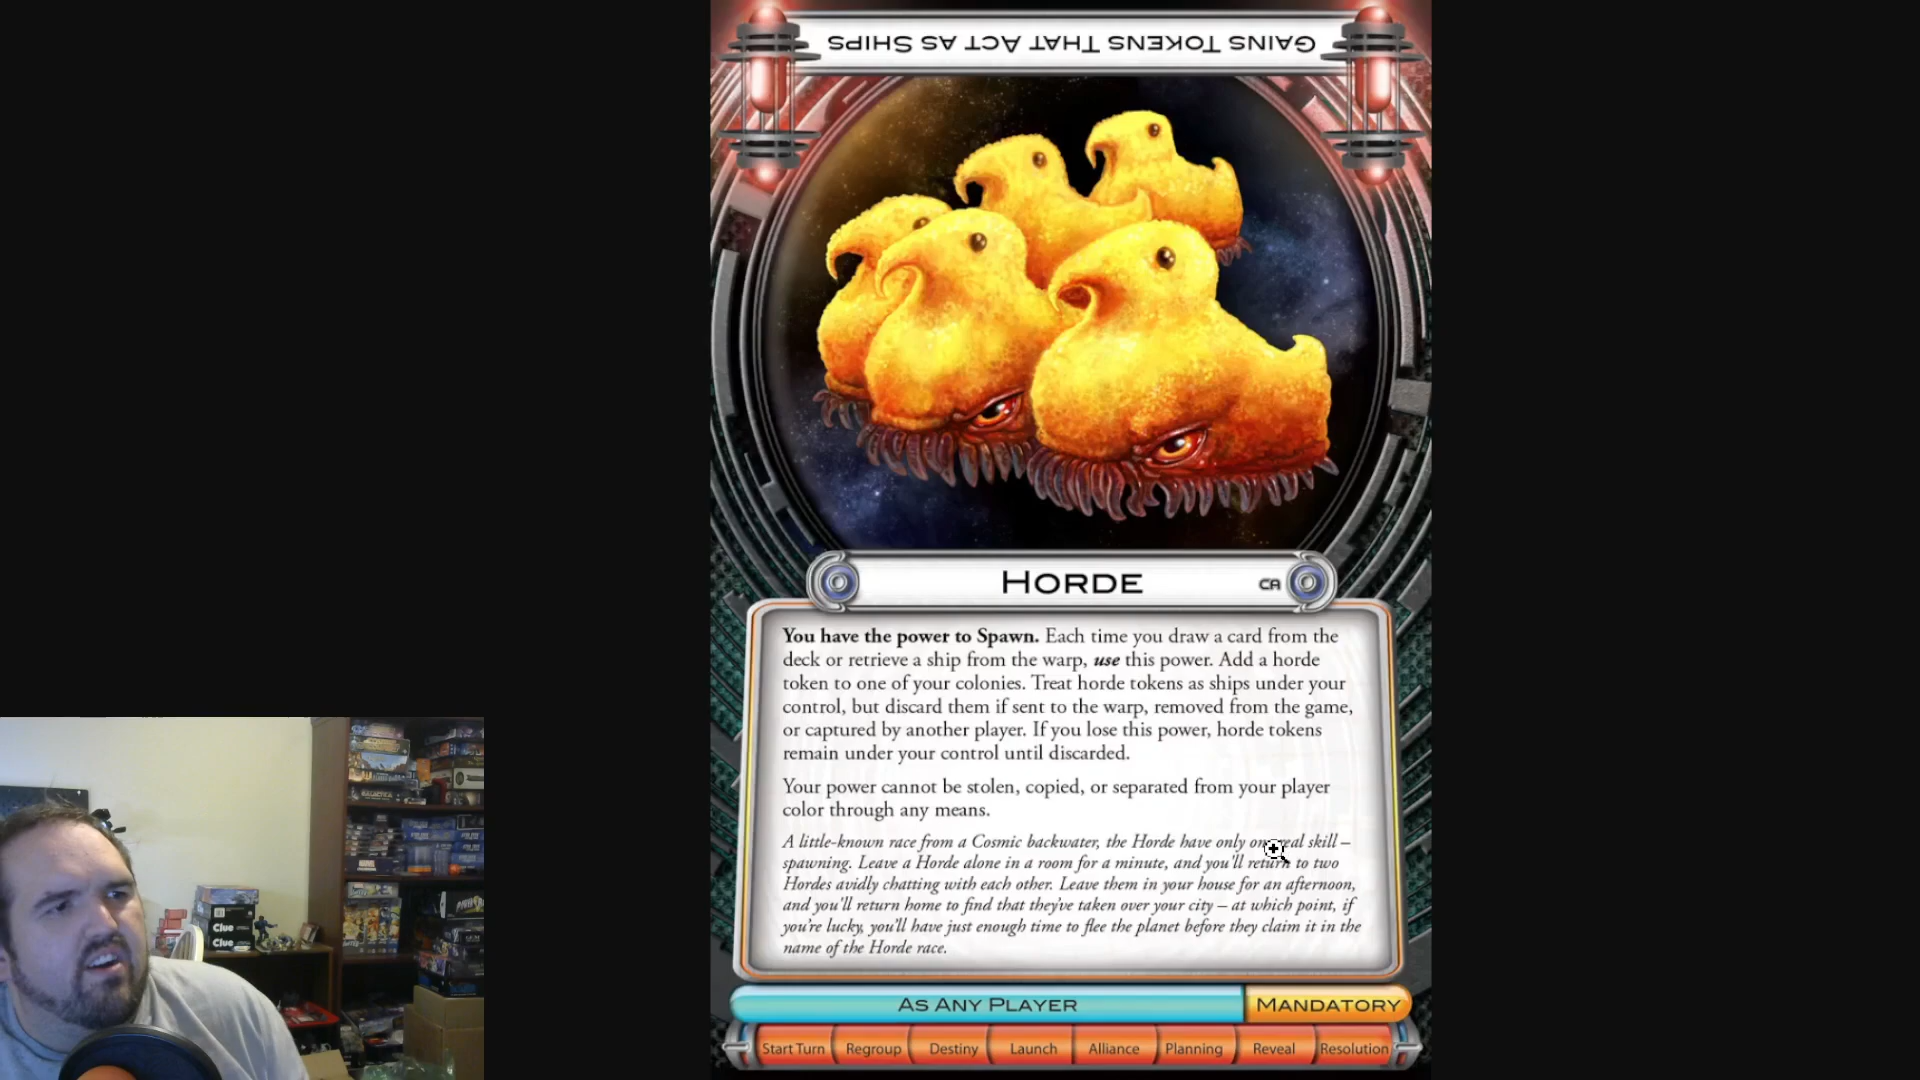 GAINS TOKENS THAT ACT AS SHIPS
HORDE
CA
You have the power to Spawn. Each time you draw a card from the
deck or retrieve a ship from the warp, use this power. Add a horde
token to one of your colonies. Treat horde tokens as ships under your
control, but discard them if sent to the warp, removed from the game,
or captured by another player. If you lose this power, horde tokens
remain under your control until discarded.
Your power cannot be stolen, copied, or separated from your player
color through any means.
A little-known race from a Cosmic backwater, the Horde have only real skill –
spawning. Leave a Horde alone in a room for a minute, and you'll return to two
Hordes avidly chatting with each other. Leave them in your house for an afternoon,
and you'll return home to find that they've taken over your city – at which point, if
you're lucky, you'll have just enough time to flee the planet before they claim it in the
name of the Horde race.
AS ANY PLAYER
MANDATORY
Start Turn
Regroup
Destiny
Launch
Alliance
Planning
Reveal
Resolution
Clue
Clue